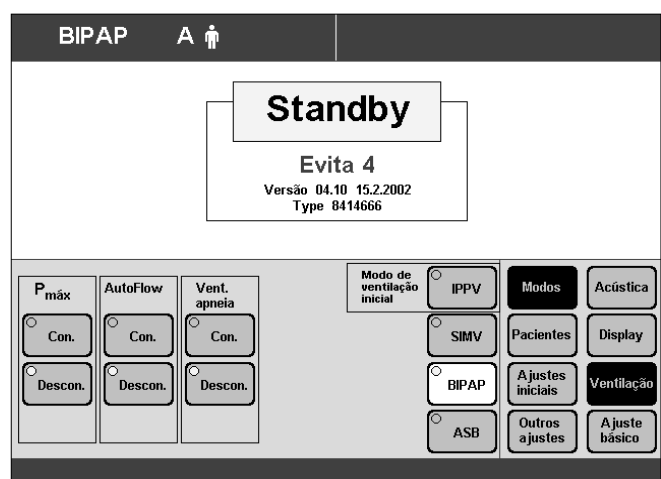 BIPAP A
Standby
Evita 4
Versão 04.10 15.2.2002
Type 8414666
Pmáx
Con.
Descon.
AutoFlow
Con.
Descon.
Vent.
apneia
Con.
Descon.
Modo de
ventilação
inicial
IPPV
SIMV
BIPAP
ASB
Modos
Acústica
Pacientes
Display
Ajustes
iniciais
Ventilação
Outros
ajustes
Ajuste
básico